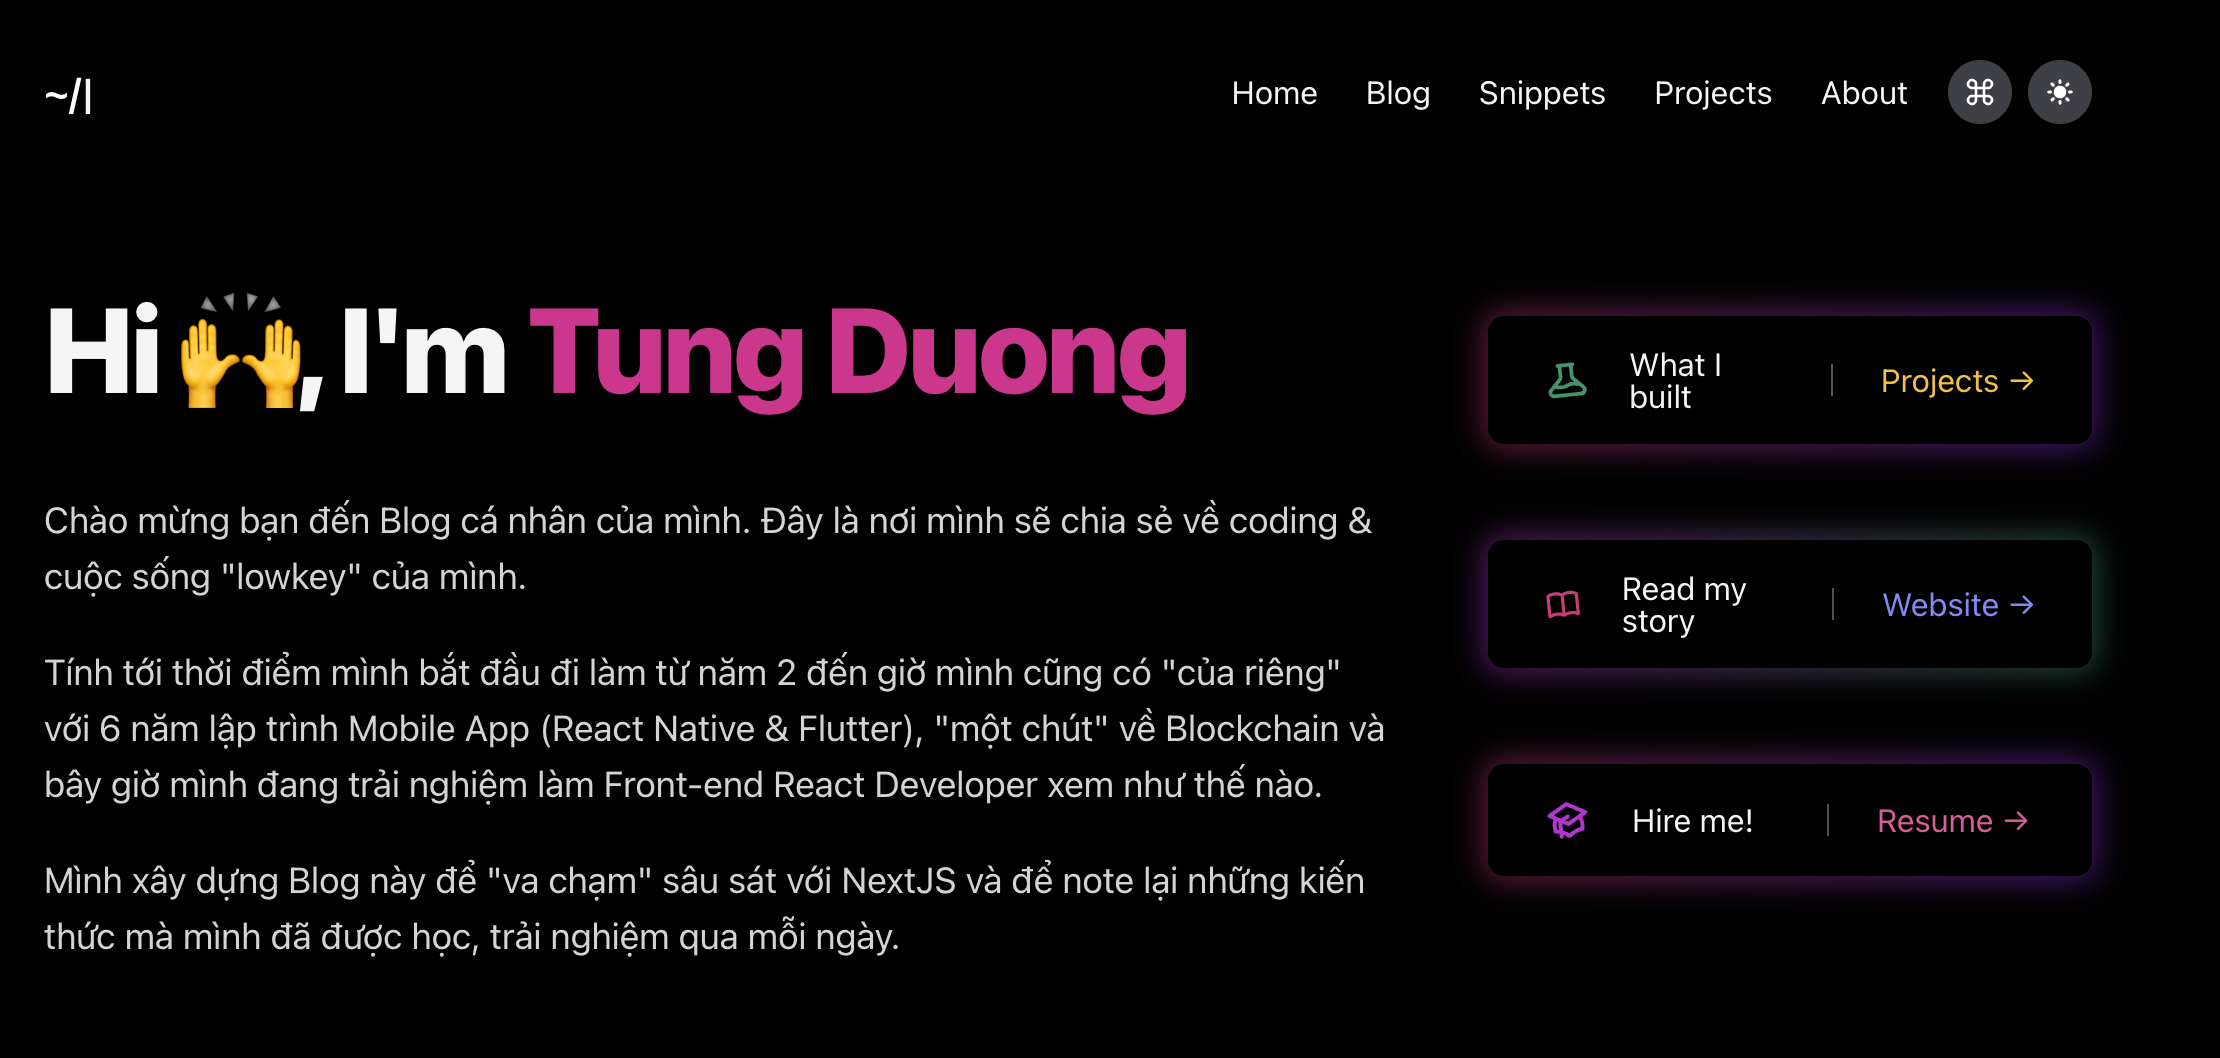 ~/|
Home Blog Snippets Projects About
Hi 🙌, I'm Tung Duong
Chào mừng bạn đến Blog cá nhân của mình. Đây là nơi mình sẽ chia sẻ về coding &
cuộc sống "lowkey" của mình.
Tính tới thời điểm mình bắt đầu đi làm từ năm 2 đến giờ mình cũng có "của riêng"
với 6 năm lập trình Mobile App (React Native & Flutter), "một chút" về Blockchain và
bây giờ mình đang trải nghiệm làm Front-end React Developer xem như thế nào.
Mình xây dựng Blog này để "va chạm" sâu sát với NextJS và để note lại những kiến
thức mà mình đã được học, trải nghiệm qua mỗi ngày.
What I
built
Projects →
Read my
story
Website →
Hire me!
Resume →